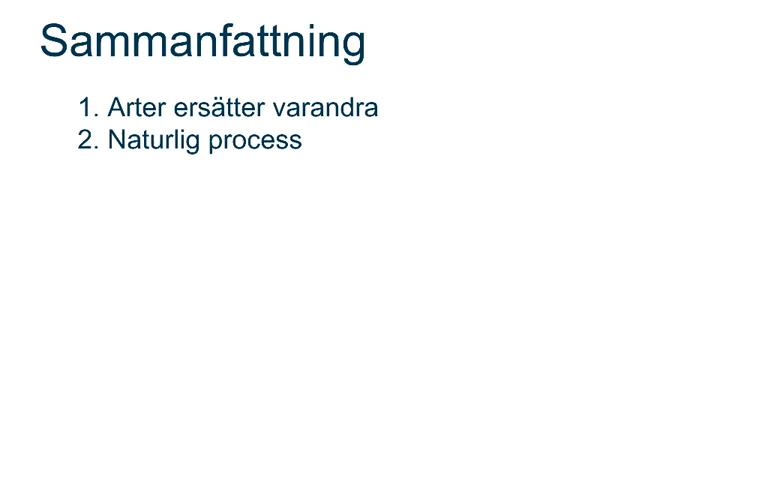 Sammanfattning
1. Arter ersätter varandra
2. Naturlig process